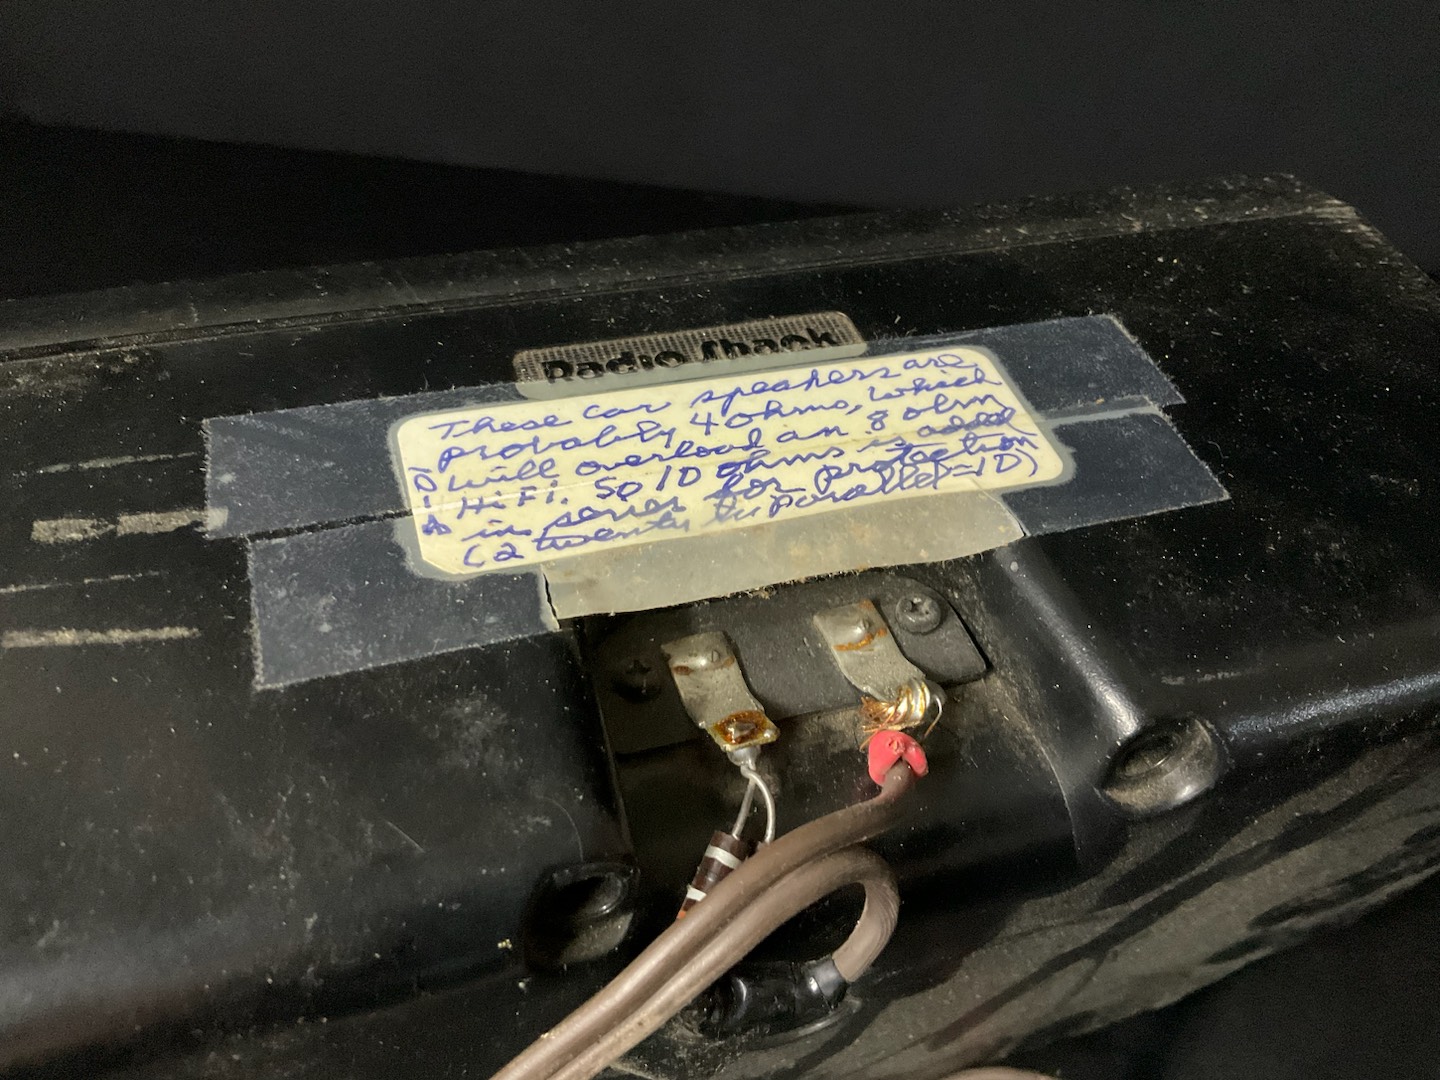 Radio Shack
These car speakers are
probably 4 ohms, which
will overload an 8 ohm
HiFi. So 10 ohms is added
in series for protection
(2 twenty in parallel = 10)